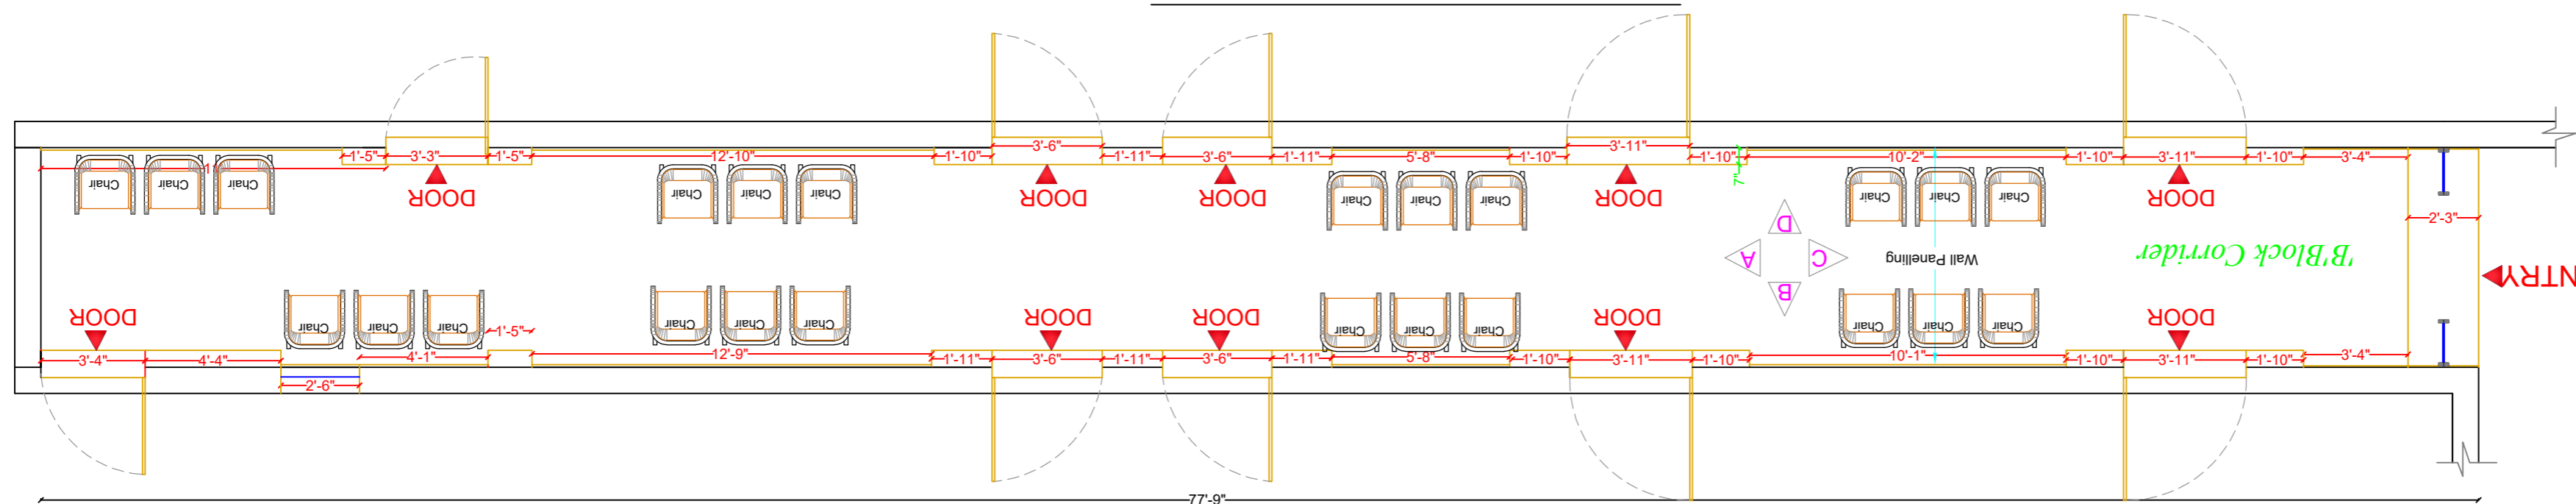 1'-5"
3'-3"
1'-5"
12'-10"
1'-10"
3'-6"
1'-11"
3'-6"
1'-11"
5'-8"
1'-10"
3'-11"
1'-10"
7"
10'-2"
1'-10"
3'-11"
1'-10"
3'-4"
Chair
Chair
Chair
DOOR
Chair
Chair
Chair
DOOR
DOOR
Chair
Chair
Chair
DOOR
Chair
Chair
Chair
DOOR
2'-3"
D
A
C
B
Wall Panelling
'B'Block Corrider
NTRY
DOOR
Chair
Chair
Chair
1'-5"
Chair
Chair
Chair
DOOR
DOOR
Chair
Chair
Chair
DOOR
Chair
Chair
Chair
DOOR
3'-4"
4'-4"
2'-6"
4'-1"
12'-9"
1'-11"
3'-6"
1'-11"
3'-6"
1'-11"
5'-8"
1'-10"
3'-11"
1'-10"
10'-1"
1'-10"
3'-11"
1'-10"
3'-4"
77'-9"